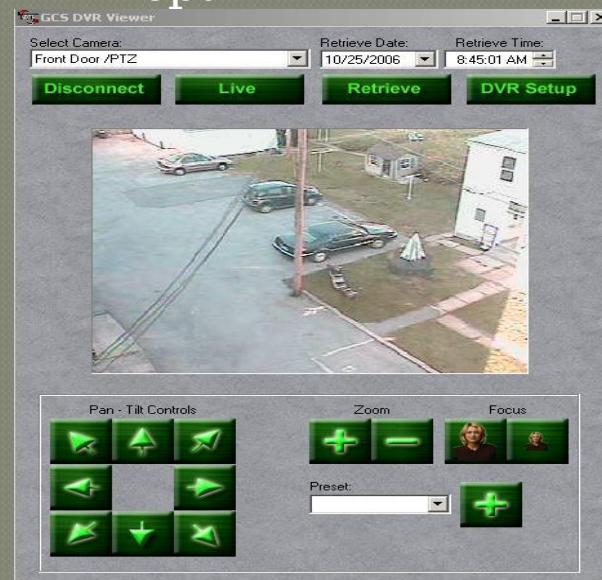 GCS DVR Viewer
Select Camera: Retrieve Date: Retrieve Time:
Front Door /PTZ 10/25/2006 8:45:01 AM
Disconnect Live Retrieve DVR Setup
Pan - Tilt Controls Zoom Focus
Preset: